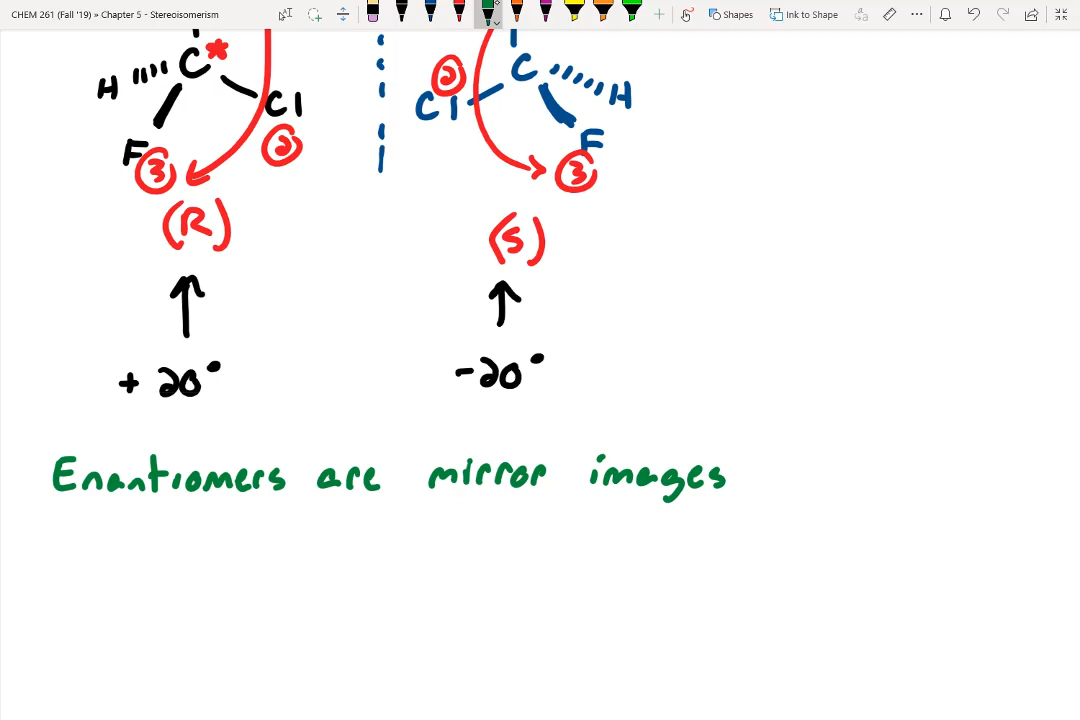 CHEM 261 (Fall '19) » Chapter 5 - Stereoisomerism
Shapes Ink to Shape
C * C
H Cl ② Cl H
F ③ ② F ③
(R) (S)
+ 20° -20°
Enantiomers are mirror images